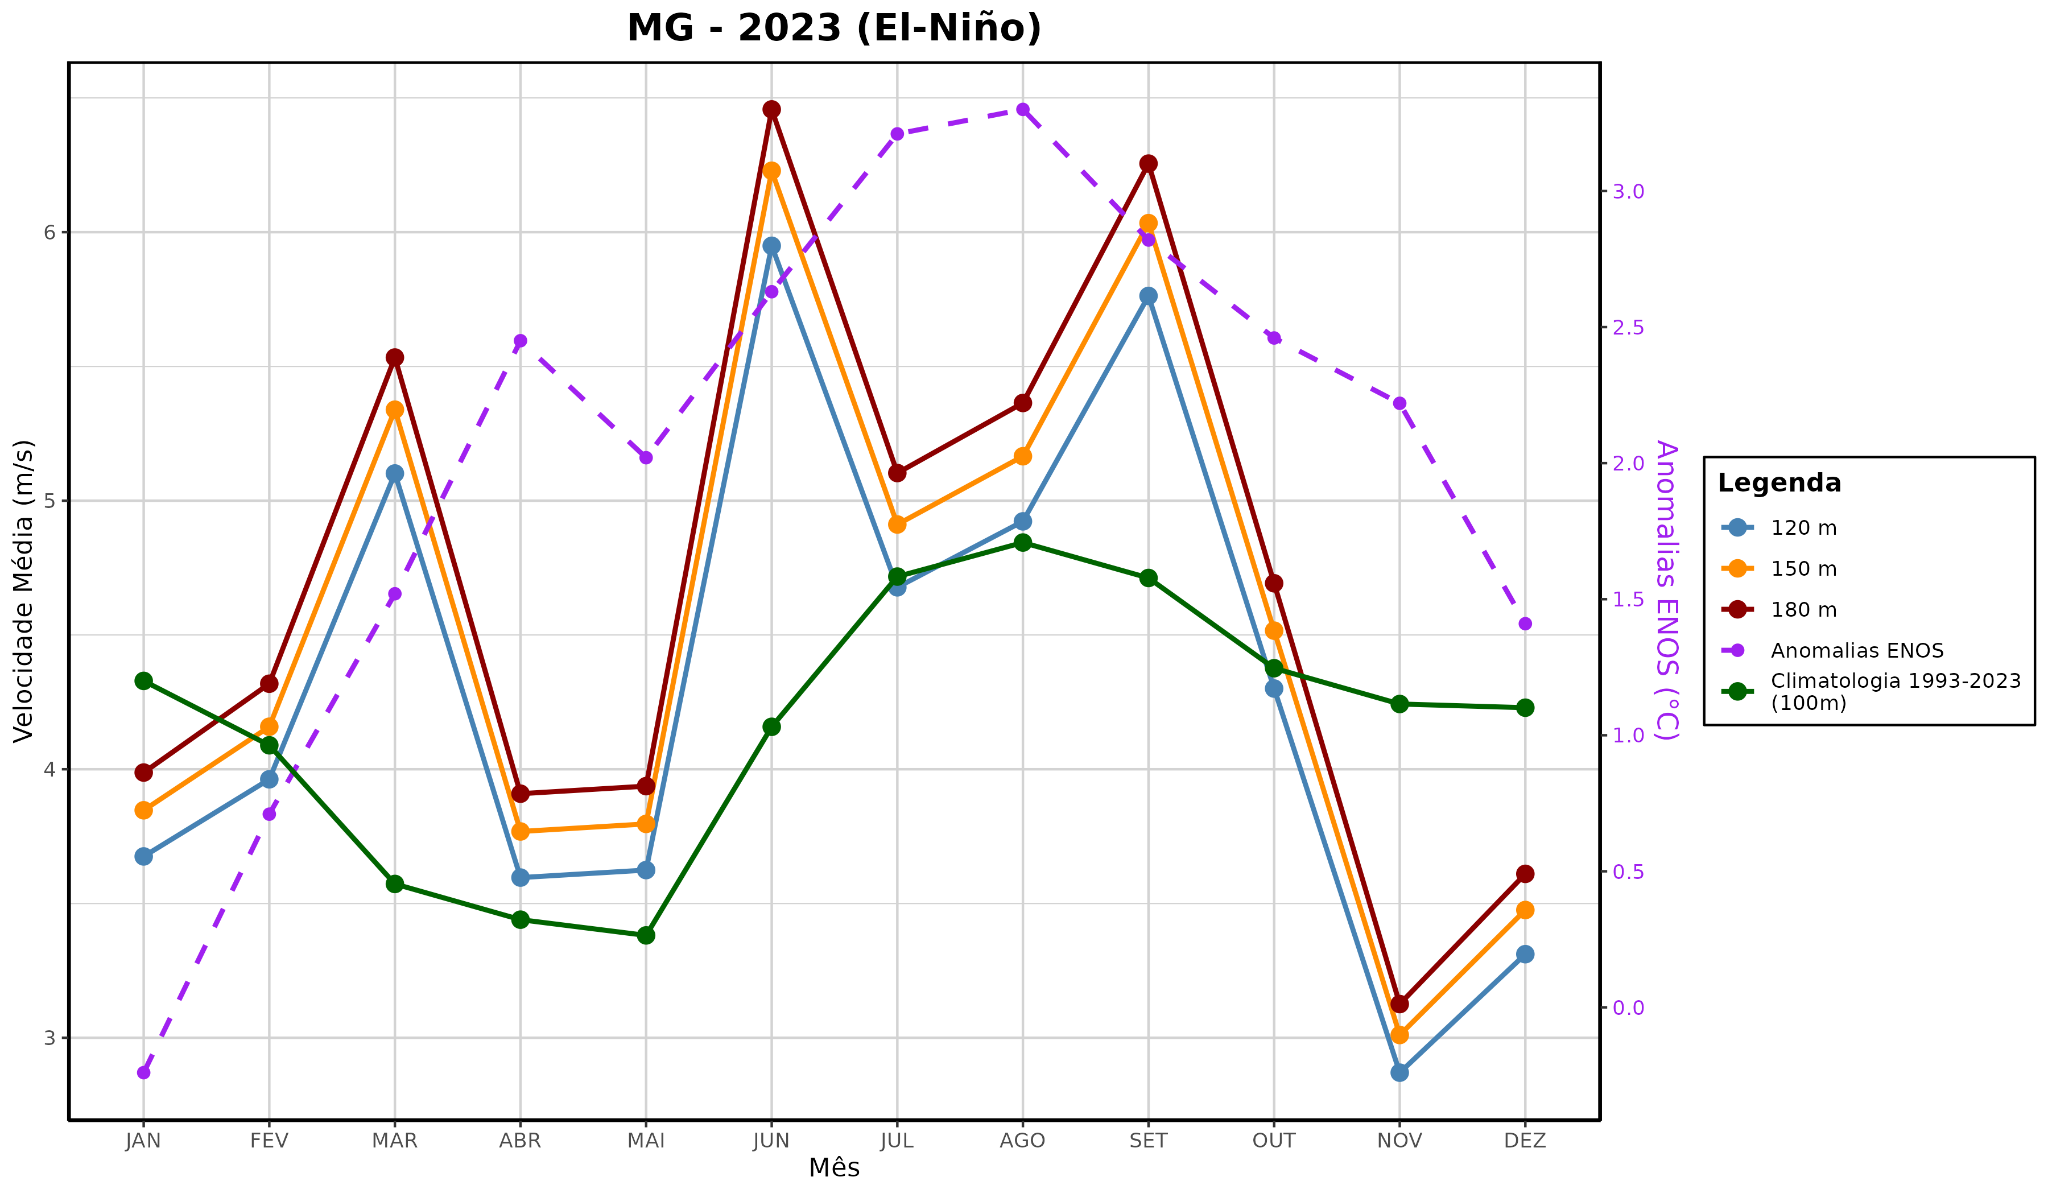 MG - 2023 (El-Niño)
Velocidade Média (m/s)
6
5
4
3
3.0
2.5
2.0
1.5
1.0
0.5
0.0
Anomalias ENOS (°C)
JAN FEV MAR ABR MAI JUN JUL AGO SET OUT NOV DEZ
Mês
Legenda
120 m
150 m
180 m
Anomalias ENOS
Climatologia 1993-2023
(100m)